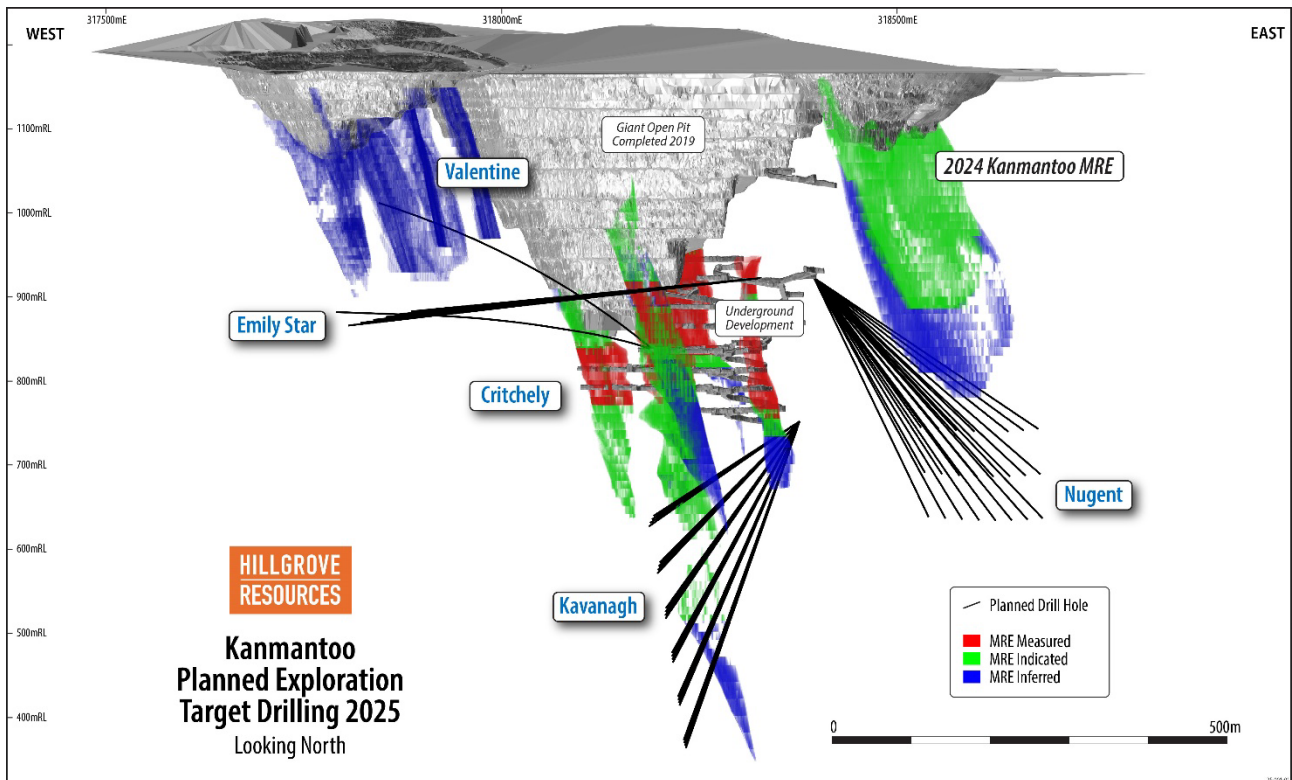 317500mE
318000mE
318500mE
WEST
EAST
1100mRL
1000mRL
900mRL
800mRL
700mRL
600mRL
500mRL
400mRL
Giant Open Pit
Completed 2019
Valentine
2024 Kanmantoo MRE
Emily Star
Underground
Development
Critchely
Nugent
Kavanagh
HILLGROVE
RESOURCES
Kanmantoo
Planned Exploration
Target Drilling 2025
Looking North
Planned Drill Hole
MRE Measured
MRE Indicated
MRE Inferred
0
500m